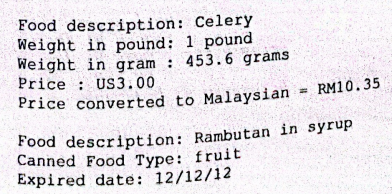 Food description: Celery
Weight in pound: 1 pound
Weight in gram : 453.6 grams
Price : US3.00
Price converted to Malaysian = RM10.35
Food description: Rambutan in syrup
Canned Food Type: fruit
Expired date: 12/12/12